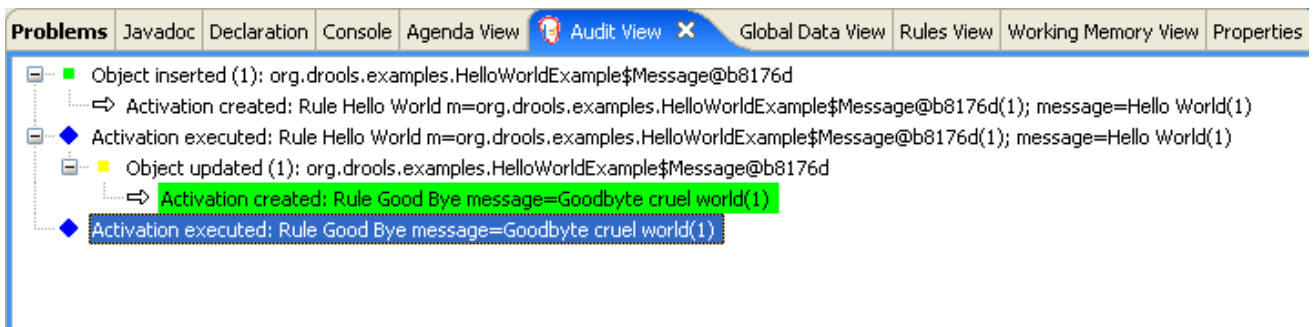 Problems Javadoc Declaration Console Agenda View Audit View Global Data View Rules View Working Memory View Properties
Object inserted (1): org.drools.examples.HelloWorldExample$Message@b8176d
Activation created: Rule Hello World m=org.drools.examples.HelloWorldExample$Message@b8176d(1); message=Hello World(1)
Activation executed: Rule Hello World m=org.drools.examples.HelloWorldExample$Message@b8176d(1); message=Hello World(1)
Object updated (1): org.drools.examples.HelloWorldExample$Message@b8176d
Activation created: Rule Good Bye message=Goodbyte cruel world(1)
Activation executed: Rule Good Bye message=Goodbyte cruel world(1)